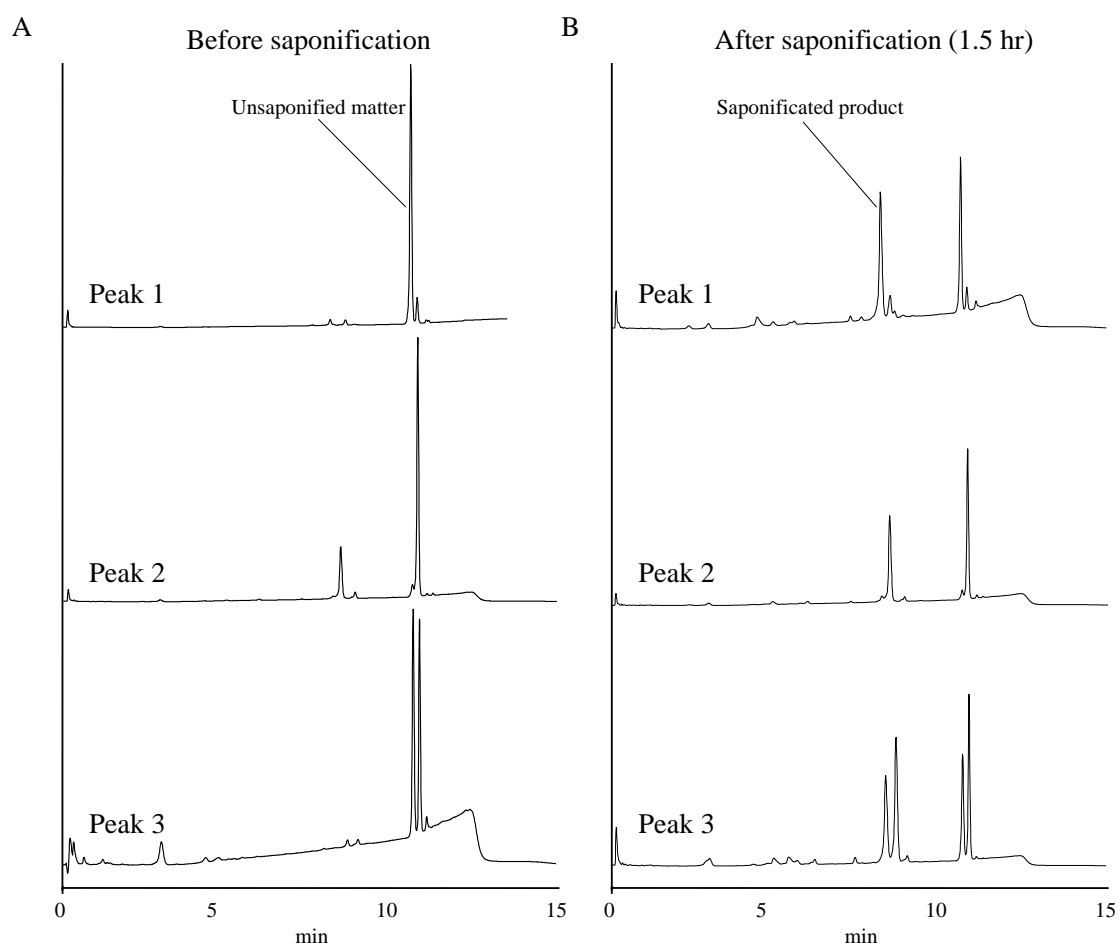 A
Before saponification
Unsaponified matter
Peak 1
Peak 2
Peak 3
0 5 10 15
min
B
After saponification (1.5 hr)
Saponificated product
Peak 1
Peak 2
Peak 3
0 5 10 15
min